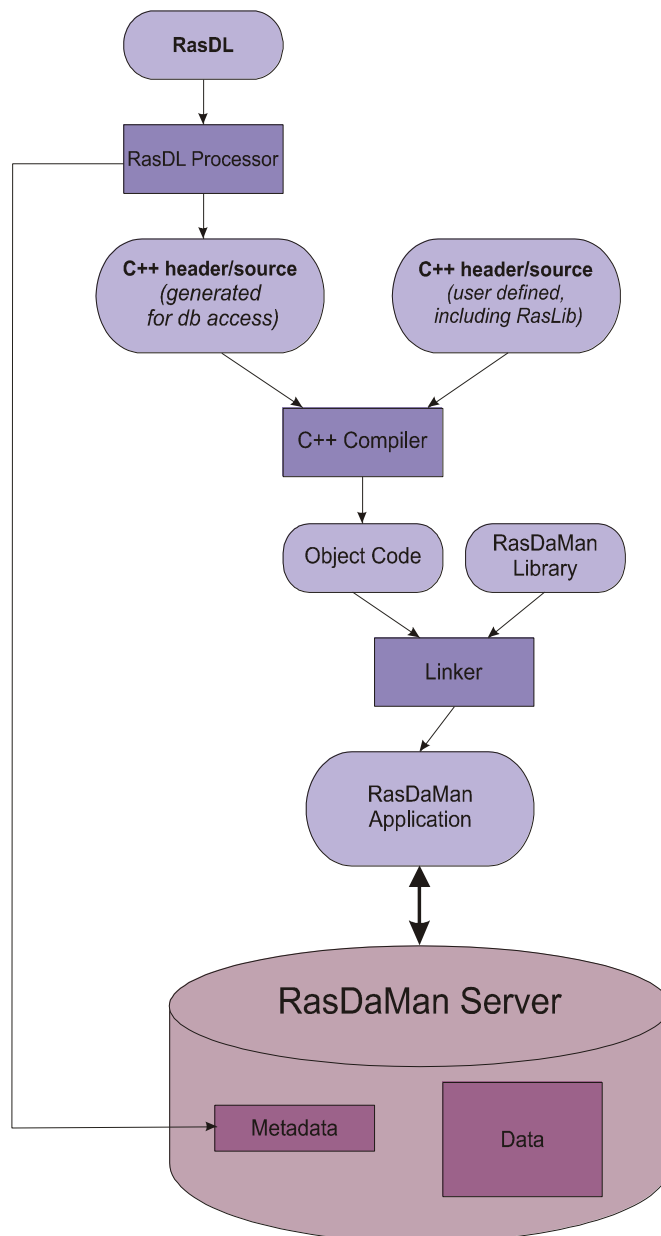 RasDL
RasDL Processor
C++ header/source
(generated
for db access)
C++ header/source
(user defined,
including RasLib)
C++ Compiler
Object Code
RasDaMan
Library
Linker
RasDaMan
Application
RasDaMan Server
Metadata
Data